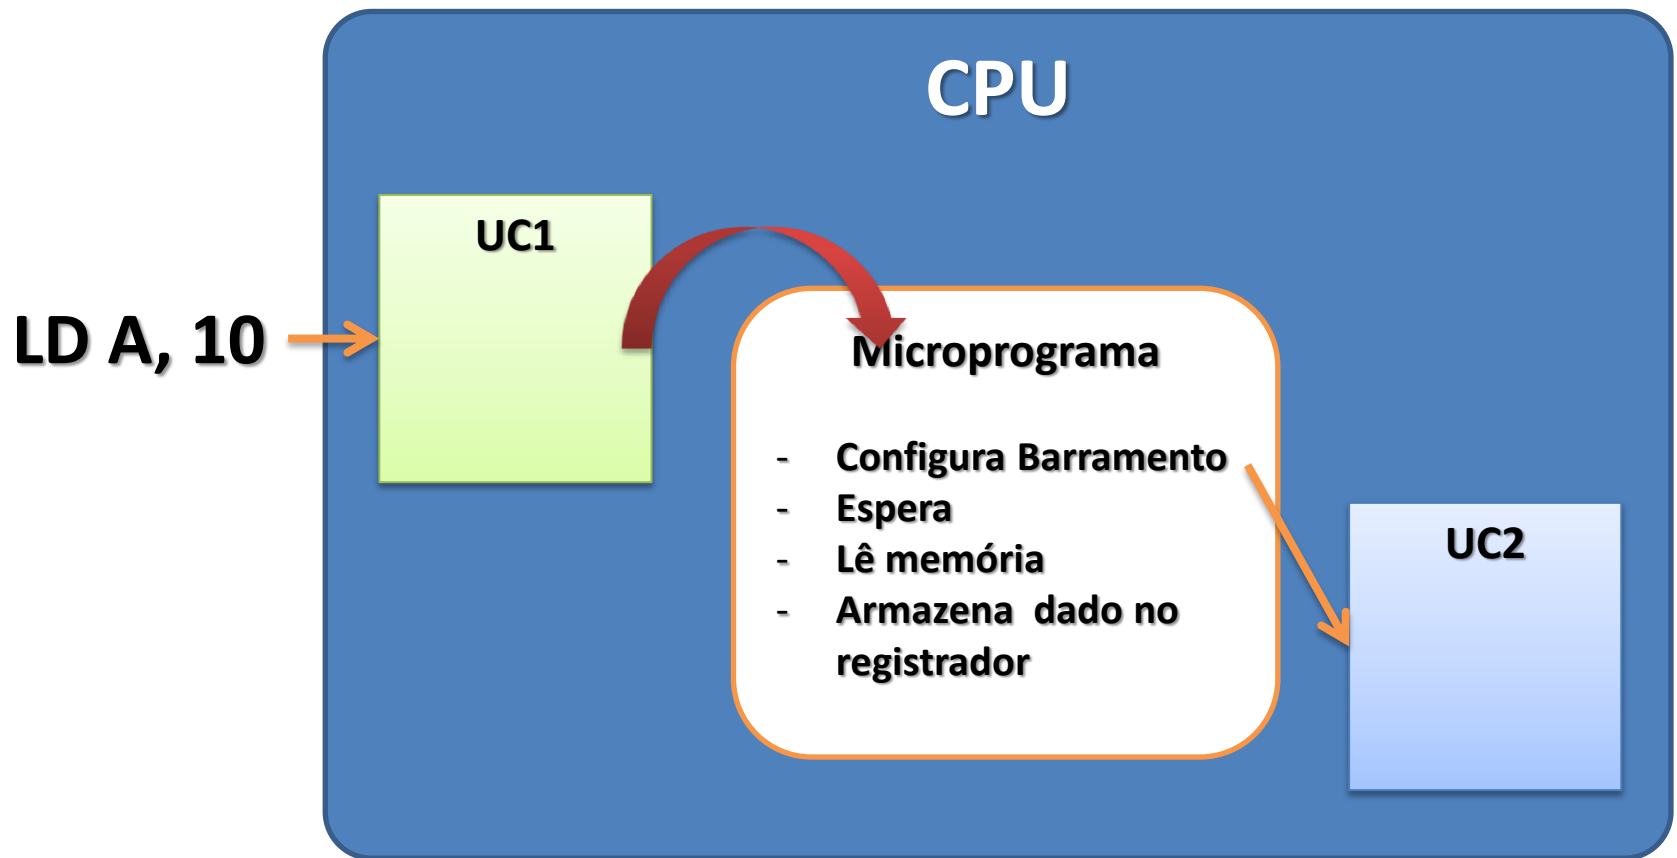 CPU
UC1
LD A, 10
Microprograma
- Configura Barramento
- Espera
- Lê memória
- Armazena dado no
registrador
UC2